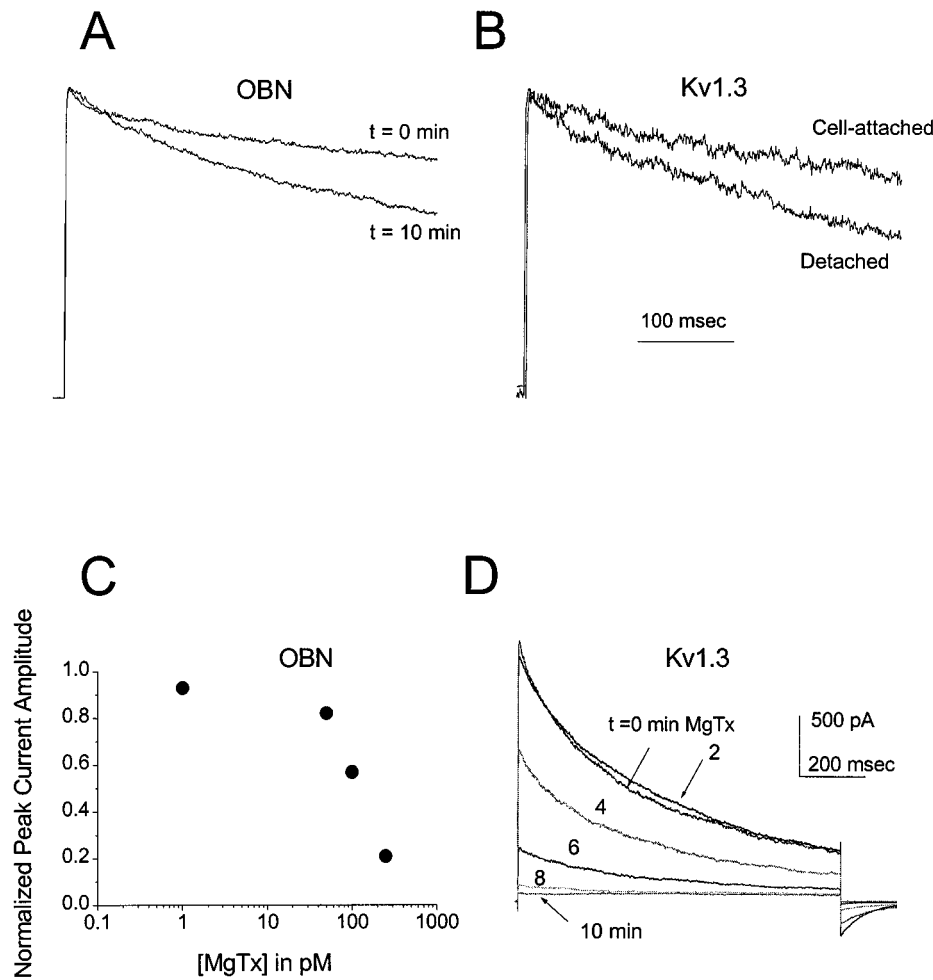 A
OBN
t = 0 min
t = 10 min
B
Kv1.3
Cell-attached
Detached
100 msec
C
OBN
Normalized Peak Current Amplitude
1.0
0.8
0.6
0.4
0.2
0.0
0.1
1
10
100
1000
[MgTx] in pM
D
Kv1.3
t =0 min MgTx
2
4
6
8
10 min
500 pA
200 msec